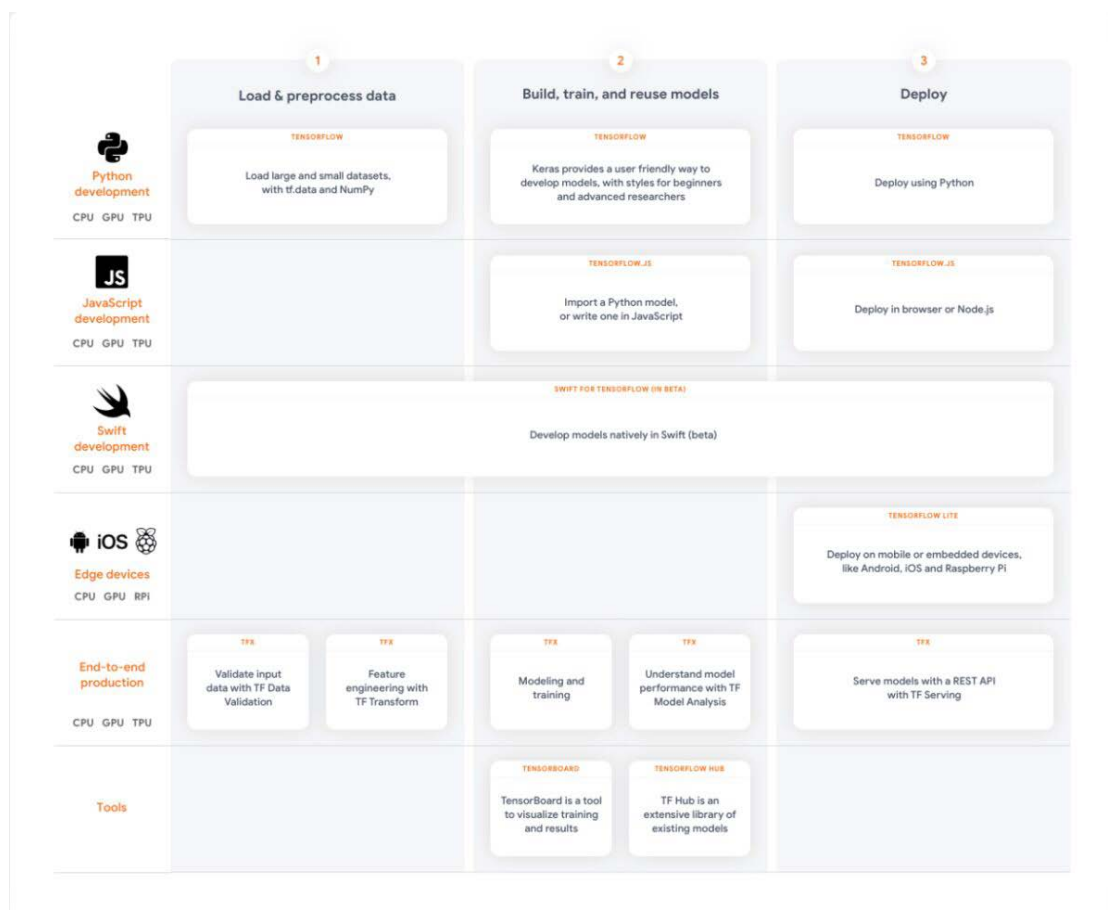 1
2
3
Load & preprocess data
Build, train, and reuse models
Deploy
Python
development
CPU GPU TPU
TENSORFLOW
Load large and small datasets,
with tf.data and NumPy
TENSORFLOW
Keras provides a user friendly way to
develop models, with styles for beginners
and advanced researchers
TENSORFLOW
Deploy using Python
JS
JavaScript
development
CPU GPU TPU
TENSORFLOW.JS
Import a Python model,
or write one in JavaScript
TENSORFLOW.JS
Deploy in browser or Node.js
Swift
development
CPU GPU TPU
SWIFT FOR TENSORFLOW (IN BETA)
Develop models natively in Swift (beta)
iOS
Edge devices
CPU GPU RPi
TENSORFLOW LITE
Deploy on mobile or embedded devices,
like Android, iOS and Raspberry Pi
End-to-end
production
CPU GPU TPU
TFX
Validate input
data with TF Data
Validation
TFX
Feature
engineering with
TF Transform
TFX
Modeling and
training
TFX
Understand model
performance with TF
Model Analysis
TFX
Serve models with a REST API
with TF Serving
Tools
TENSORBOARD
TensorBoard is a tool
to visualize training
and results
TENSORFLOW HUB
TF Hub is an
extensive library of
existing models